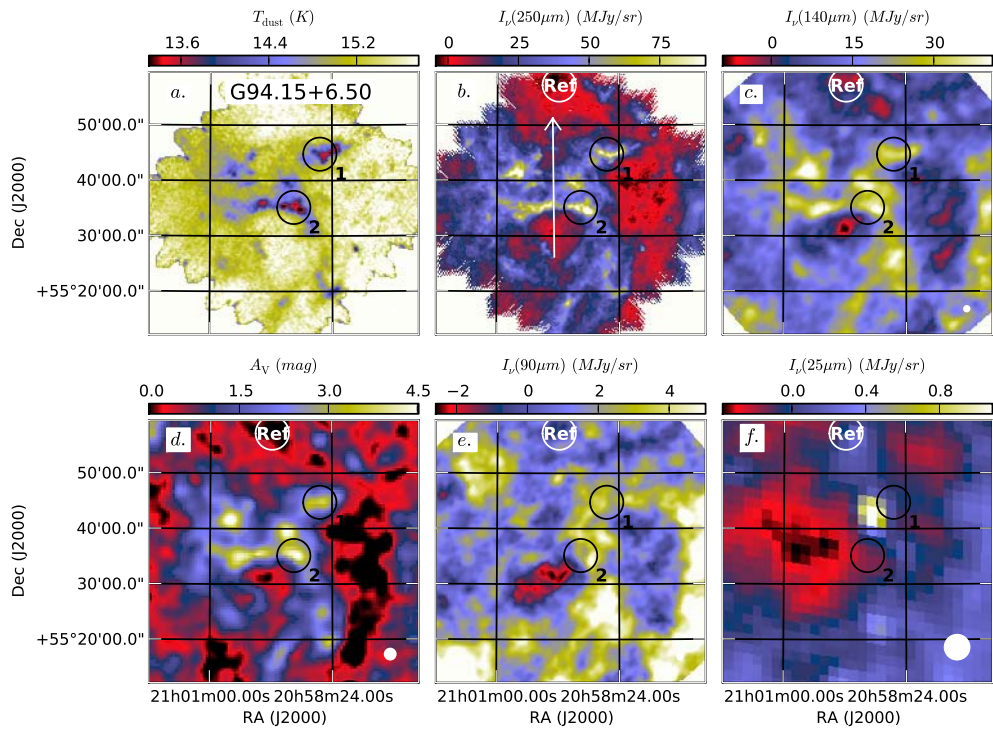 T_dust (K)
13.6 14.4 15.2
I_ν(250μm) (MJy/sr)
0 25 50 75
I_ν(140μm) (MJy/sr)
0 15 30
a. G94.15+6.50
1
2
b. Ref
1
2
c. Ref
1
2
50'00.0"
40'00.0"
30'00.0"
+55°20'00.0"
Dec (J2000)
A_V (mag)
0.0 1.5 3.0 4.5
I_ν(90μm) (MJy/sr)
−2 0 2 4
I_ν(25μm) (MJy/sr)
0.0 0.4 0.8
d. Ref
1
2
e. Ref
1
2
f. Ref
1
2
50'00.0"
40'00.0"
30'00.0"
+55°20'00.0"
Dec (J2000)
21h01m00.00s 20h58m24.00s
RA (J2000)
21h01m00.00s 20h58m24.00s
RA (J2000)
21h01m00.00s 20h58m24.00s
RA (J2000)